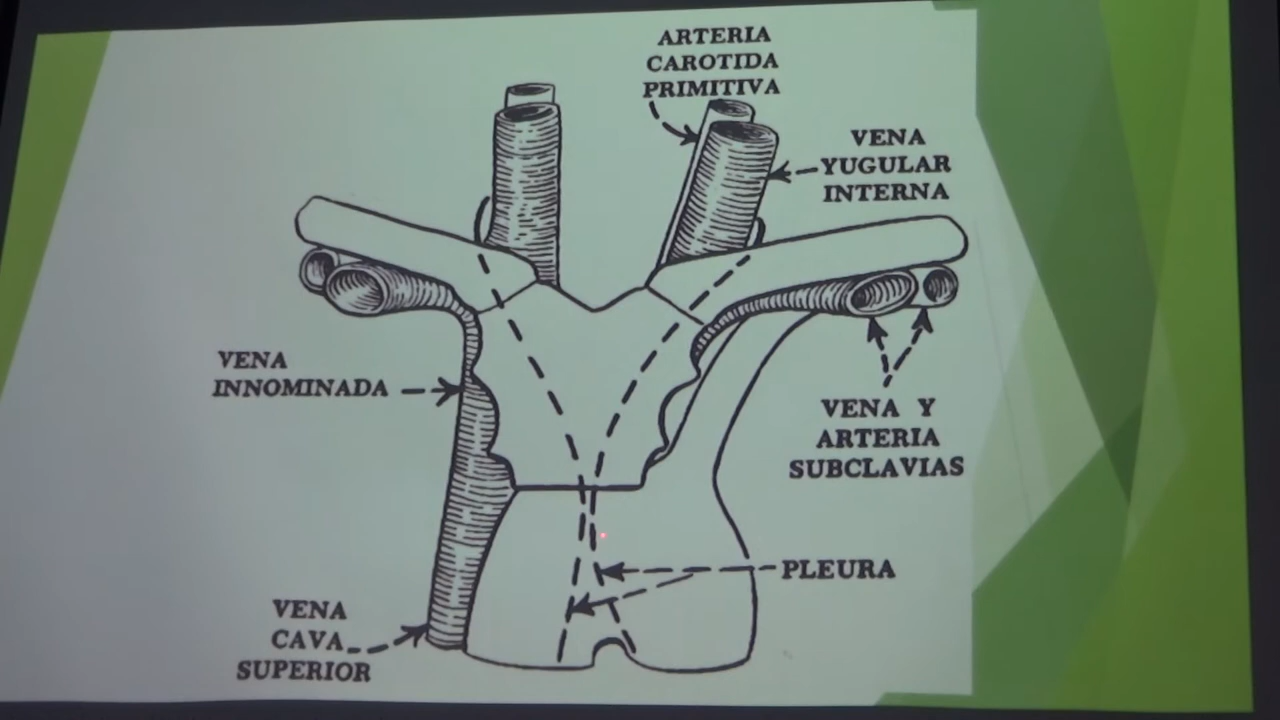 ARTERIA
CAROTIDA
PRIMITIVA
VENA
YUGULAR
INTERNA
VENA
INNOMINADA
VENA Y
ARTERIA
SUBCLAVIAS
PLEURA
VENA
CAVA
SUPERIOR